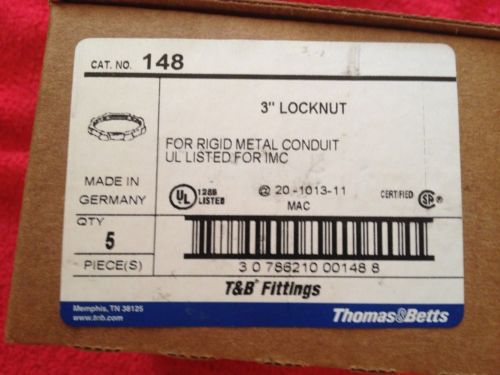 CAT. NO. 148
3" LOCKNUT
FOR RIGID METAL CONDUIT
UL LISTED FOR IMC
MADE IN
GERMANY
UL
128B
LISTED
@ 20-1013-11
MAC
CERTIFIED SA
QTY
5
PIECE(S)
3 0 786210 00148 8
T&B® Fittings
Memphis, TN 38125
www.tnb.com
Thomas&Betts